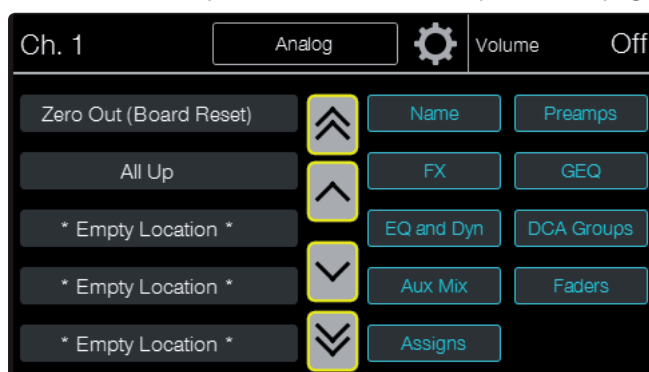 Ch. 1 Analog Volume Off
Zero Out (Board Reset) Name Preamps
All Up FX GEQ
* Empty Location * EQ and Dyn DCA Groups
* Empty Location * Aux Mix Faders
* Empty Location * Assigns